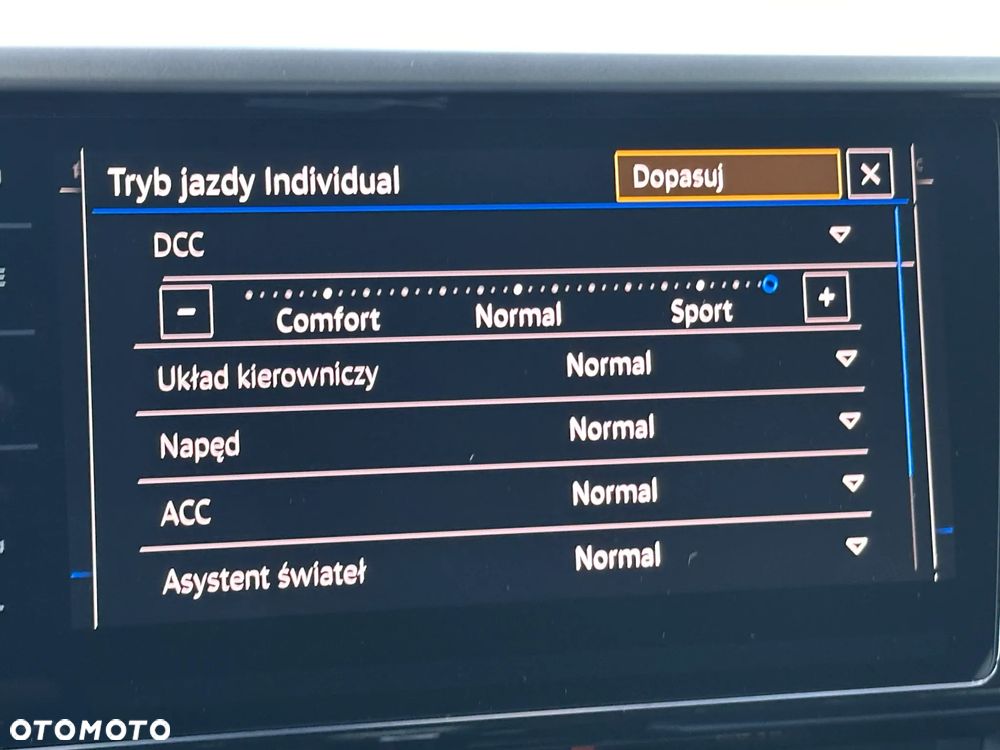 Tryb jazdy Individual
Dopasuj
DCC
Comfort Normal Sport
Układ kierowniczy Normal
Napęd Normal
ACC Normal
Asystent świateł Normal
OTOMOTO